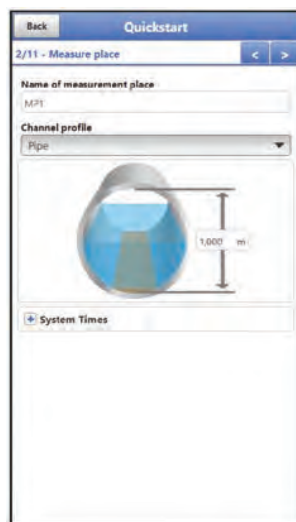 Back
Quickstart
2/11 - Measure place
< >
Name of measurement place
MP1
Channel profile
Pipe
1,000 m
+ System Times